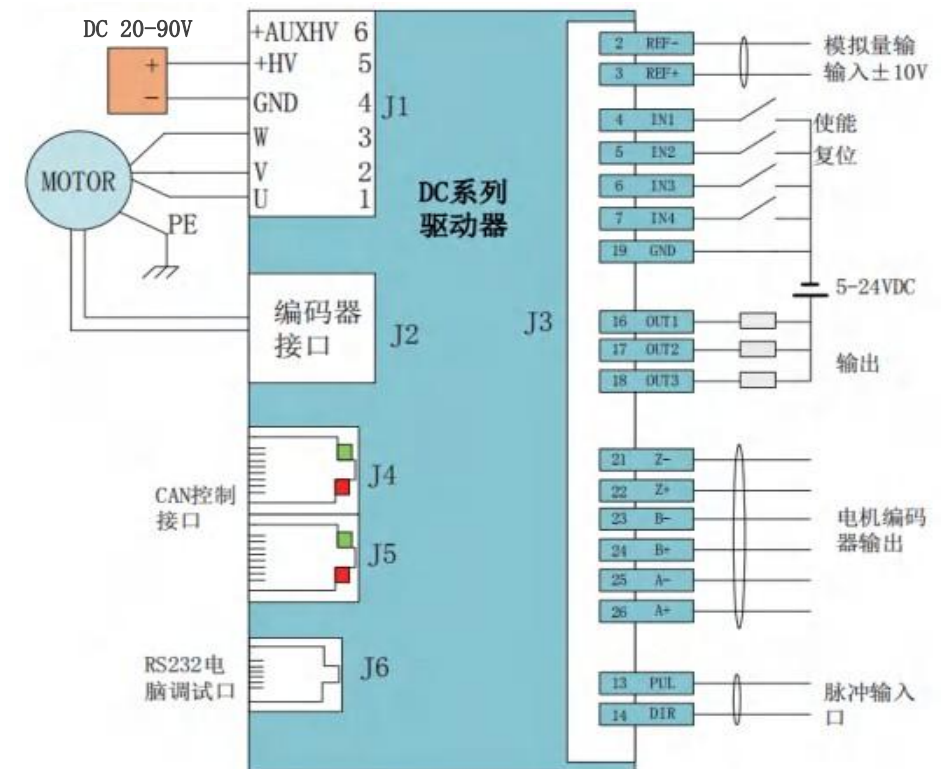 DC 20-90V
+
−
+AUXHV 6
+HV 5
GND 4
W 3
V 2
U 1
J1
MOTOR
PE
DC系列
驱动器
编码器
接口
J2
J3
CAN控制
接口
J4
J5
RS232电
脑调试口
J6
2 REF-
3 REF+
模拟量输
输入±10V
4 IN1
使能
5 IN2
复位
6 IN3
7 IN4
19 GND
5-24VDC
16 OUT1
17 OUT2
18 OUT3
输出
21 Z-
22 Z+
23 B-
24 B+
25 A-
26 A+
电机编码
器输出
13 PUL
14 DIR
脉冲输入
口